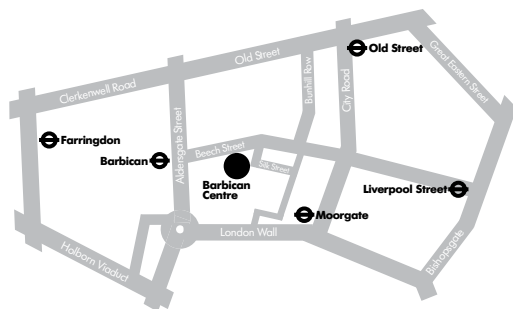 Old Street
Great Eastern Street
Old Street
Clerkenwell Road
Bunhill Row
City Road
Farringdon
Aldersgate Street
Beech Street
Barbican
Silk Street
Barbican
Centre
Liverpool Street
Moorgate
London Wall
Holborn Viaduct
Bishopsgate